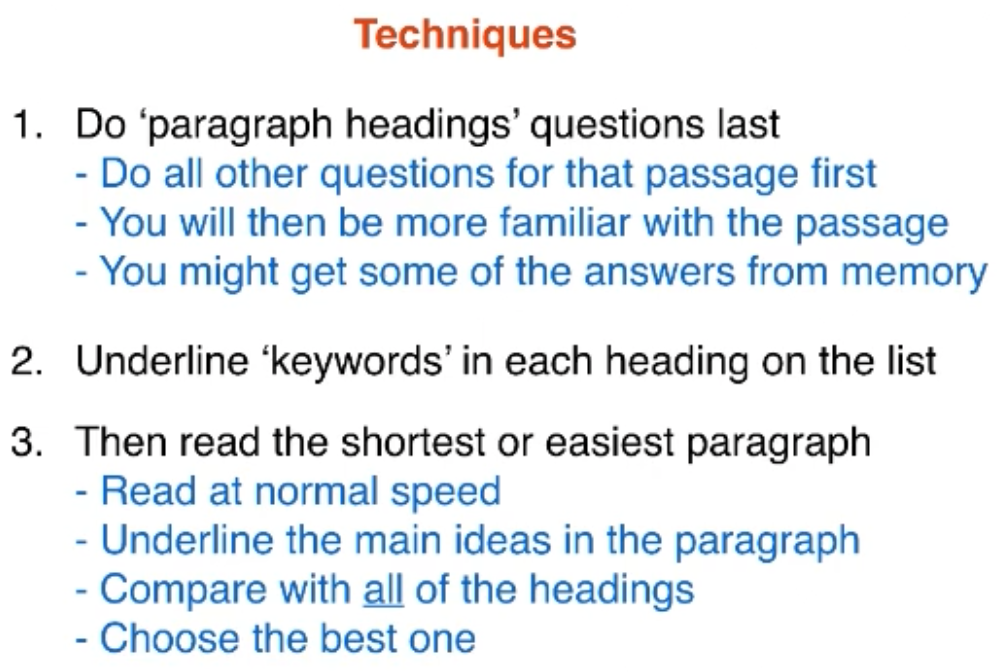 Techniques
1. Do ‘paragraph headings’ questions last
- Do all other questions for that passage first
- You will then be more familiar with the passage
- You might get some of the answers from memory
2. Underline ‘keywords’ in each heading on the list
3. Then read the shortest or easiest paragraph
- Read at normal speed
- Underline the main ideas in the paragraph
- Compare with all of the headings
- Choose the best one